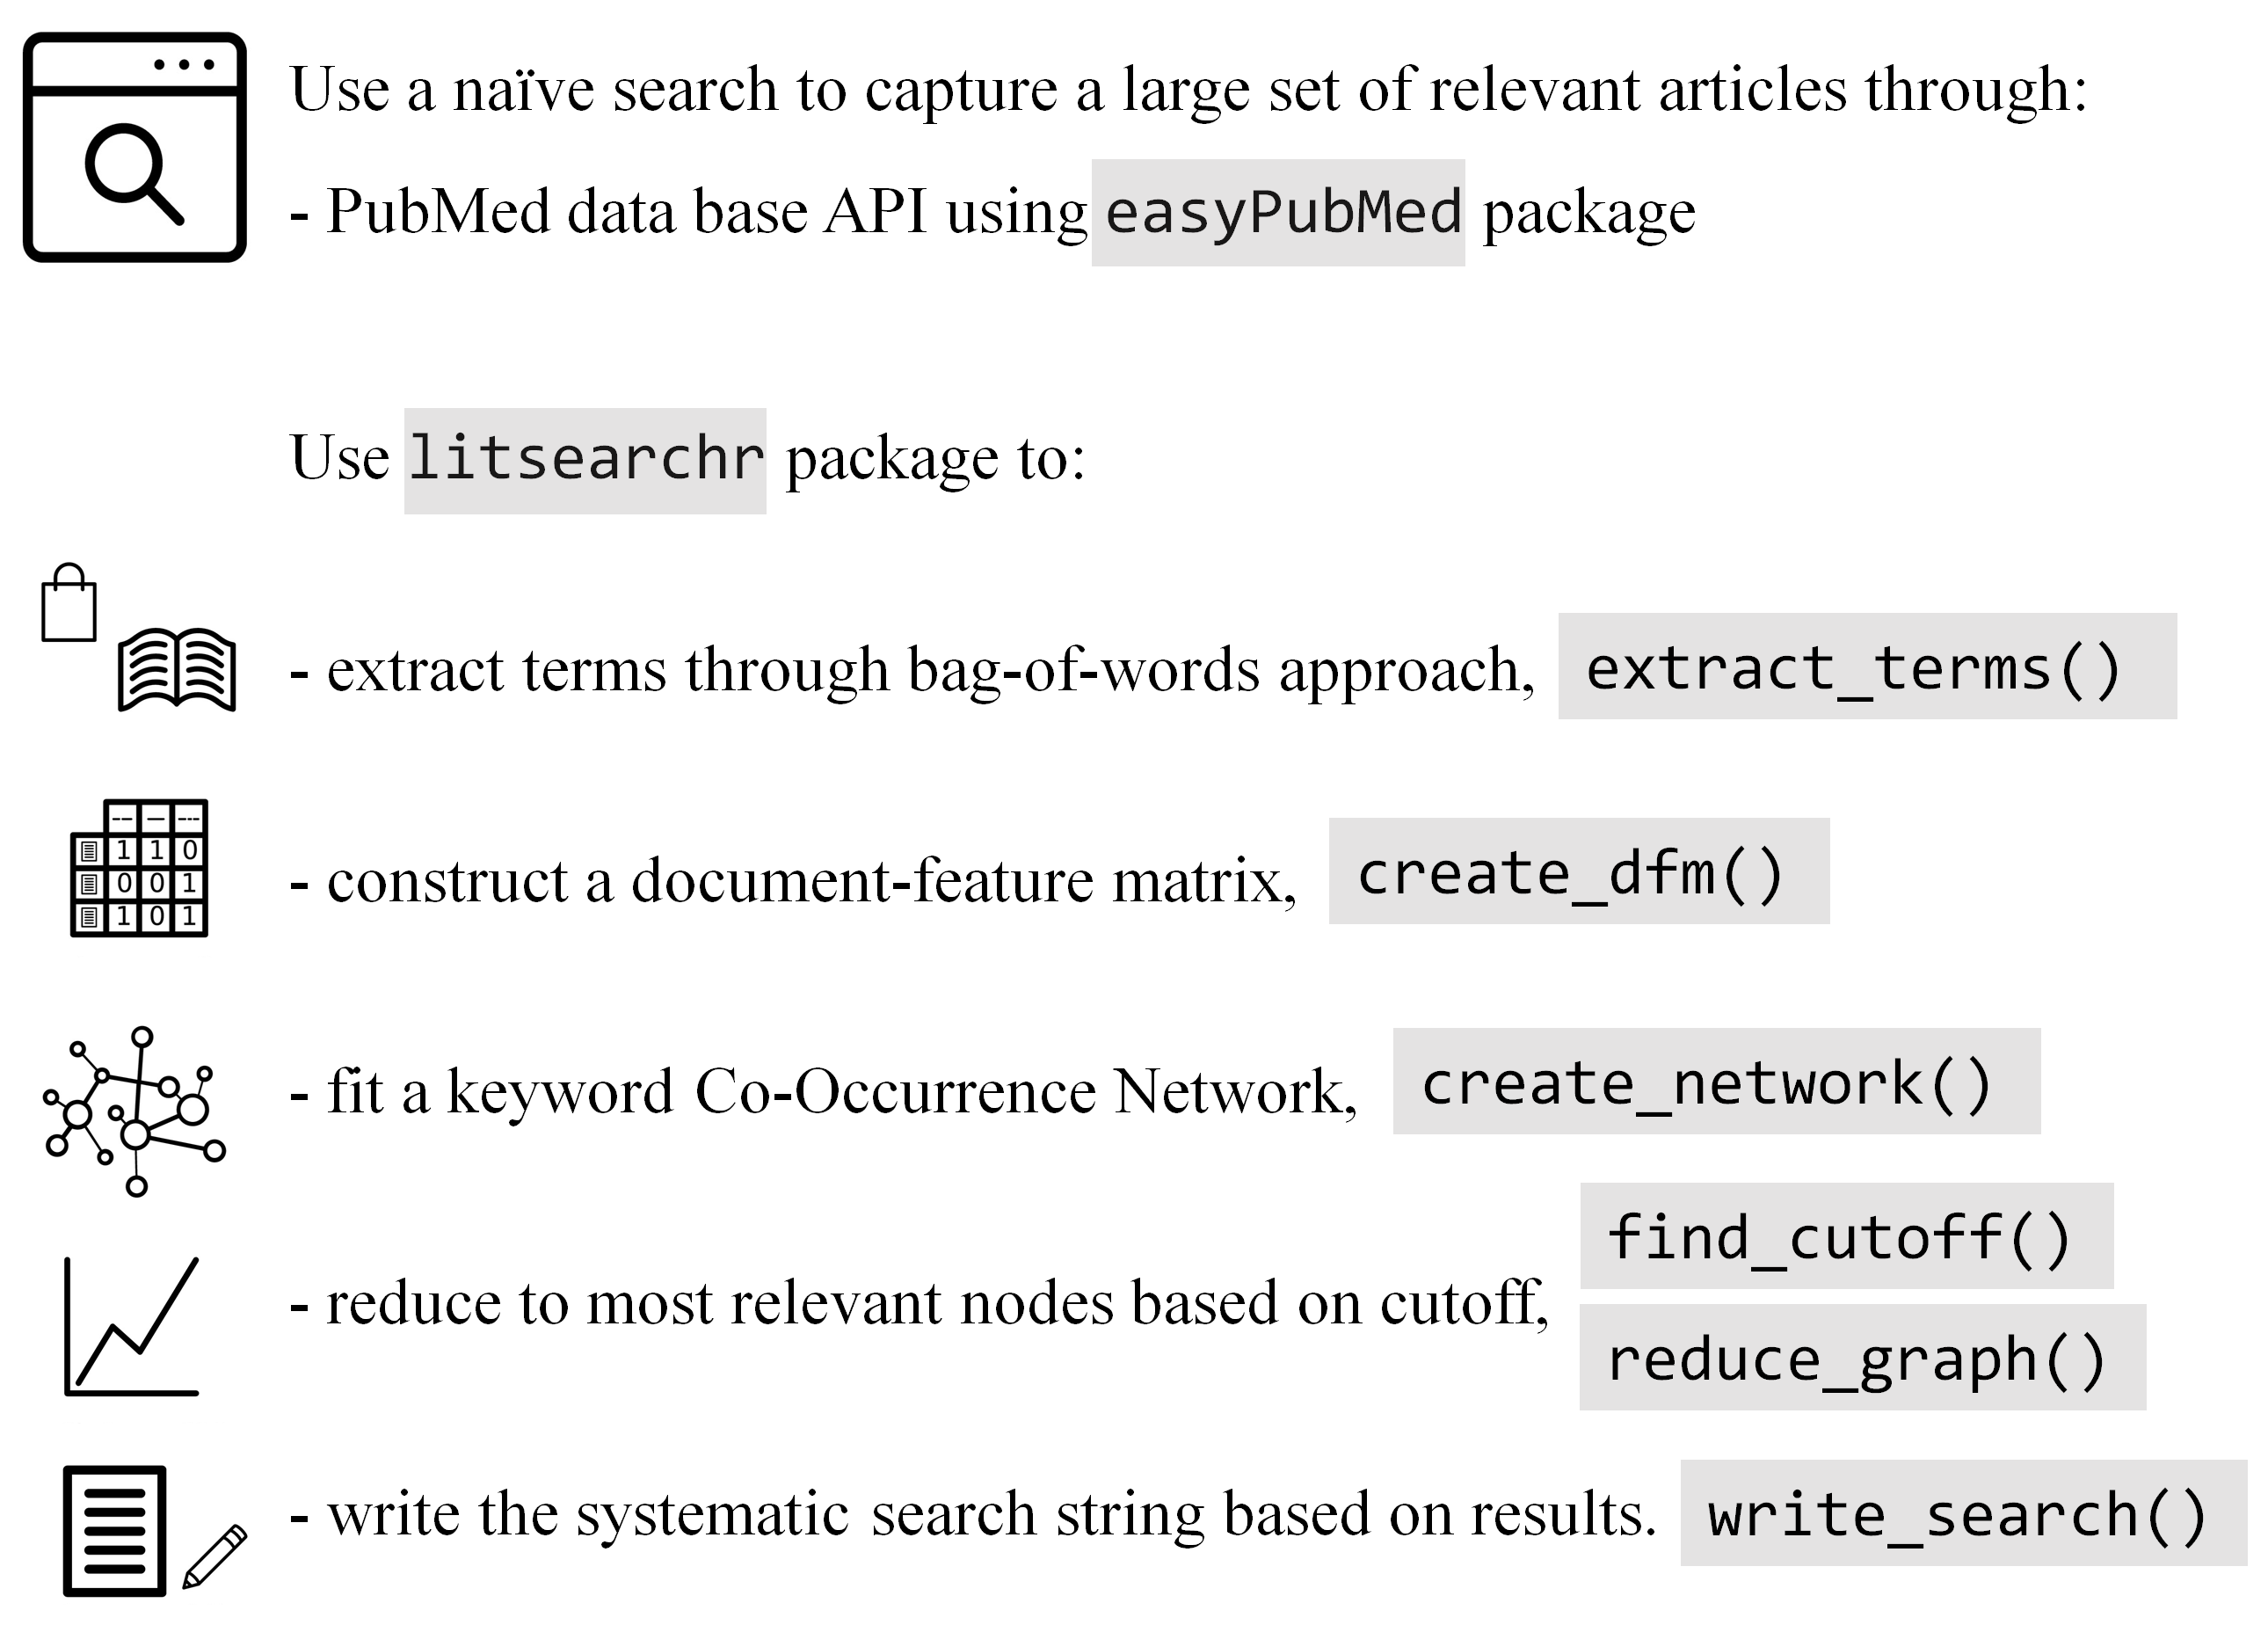 Use a naïve search to capture a large set of relevant articles through:
- PubMed data base API using easyPubMed package
Use litsearchr package to:
- extract terms through bag-of-words approach, extract_terms()
1 1 0
0 0 1
1 0 1
- construct a document-feature matrix, create_dfm()
- fit a keyword Co-Occurrence Network, create_network()
find_cutoff()
- reduce to most relevant nodes based on cutoff,
reduce_graph()
- write the systematic search string based on results. write_search()